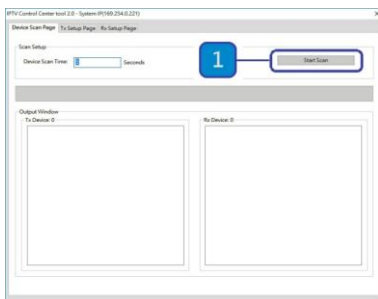 IPTV Control Center tool 2.0 - System IP(169.254.0.221)
Device Scan Page Tx Setup Page Rx Setup Page
Scan Setup
Device Scan Time: Seconds
1
Start Scan
Output Window
Tx Device: 0
Rx Device: 0